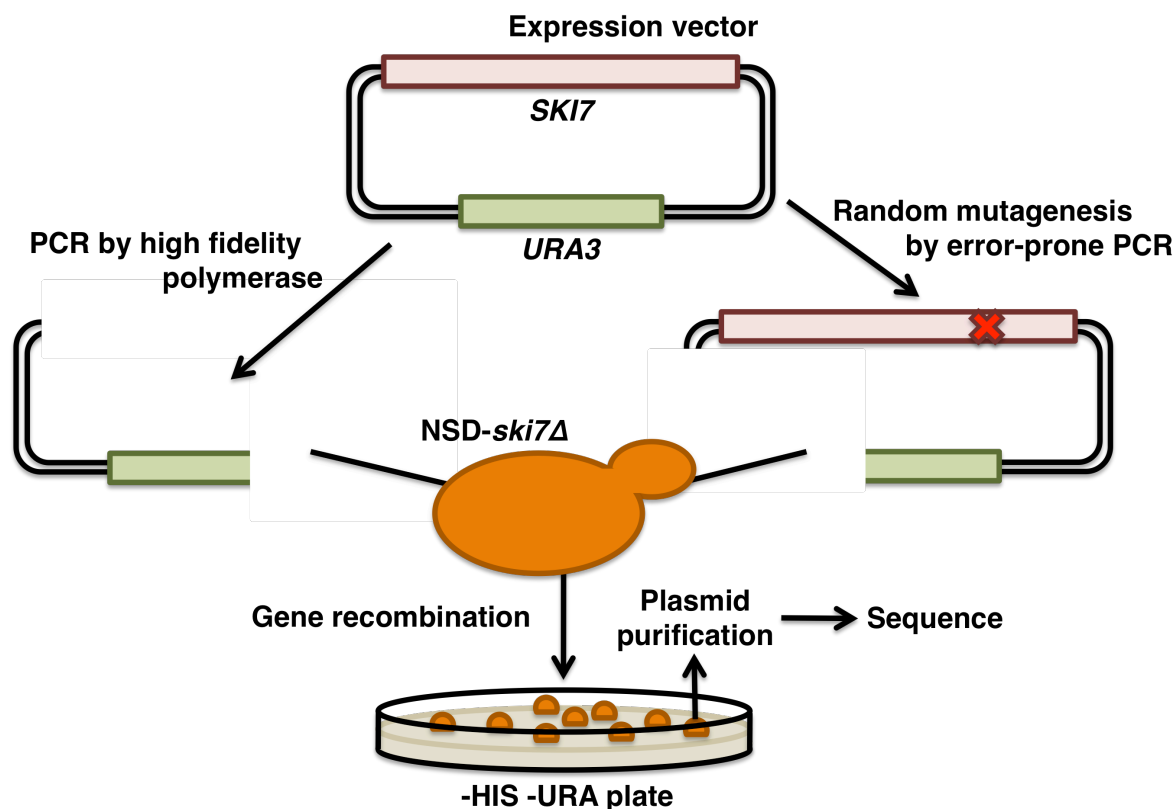 Expression vector
SKI7
URA3
PCR by high fidelity
polymerase
Random mutagenesis
by error-prone PCR
NSD-ski7Δ
Gene recombination
Plasmid
purification
Sequence
-HIS -URA plate